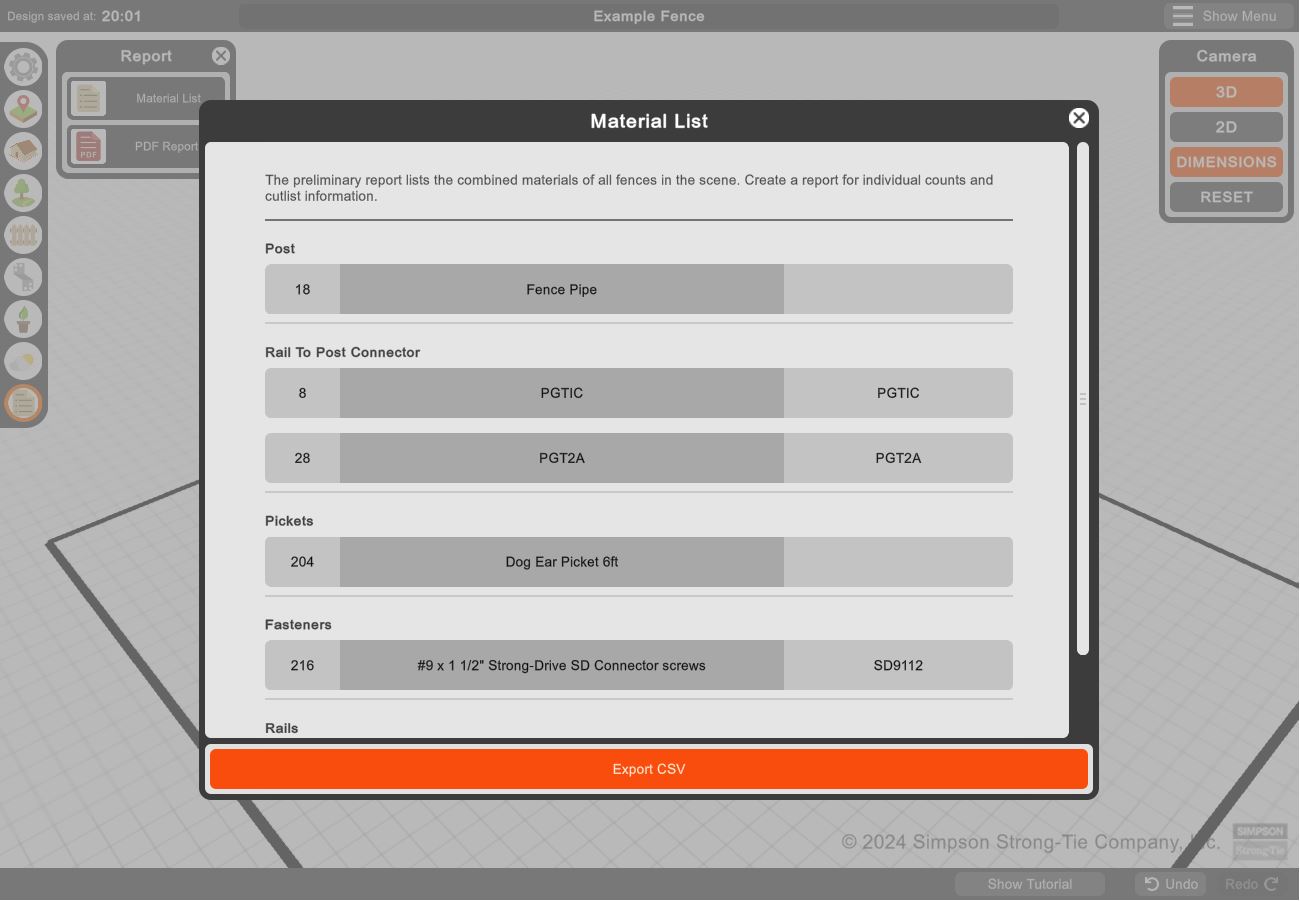 Design saved at: 20:01
Example Fence
Show Menu
Report
Material List
PDF
PDF Report
Camera
3D
2D
DIMENSIONS
RESET
Material List
The preliminary report lists the combined materials of all fences in the scene. Create a report for individual counts and
cutlist information.
Post
18 Fence Pipe
Rail To Post Connector
8 PGTIC PGTIC
28 PGT2A PGT2A
Pickets
204 Dog Ear Picket 6ft
Fasteners
216 #9 x 1 1/2" Strong-Drive SD Connector screws SD9112
Rails
Export CSV
© 2024 Simpson Strong-Tie Company, Inc.
SIMPSON
Strong-Tie
Show Tutorial
Undo
Redo